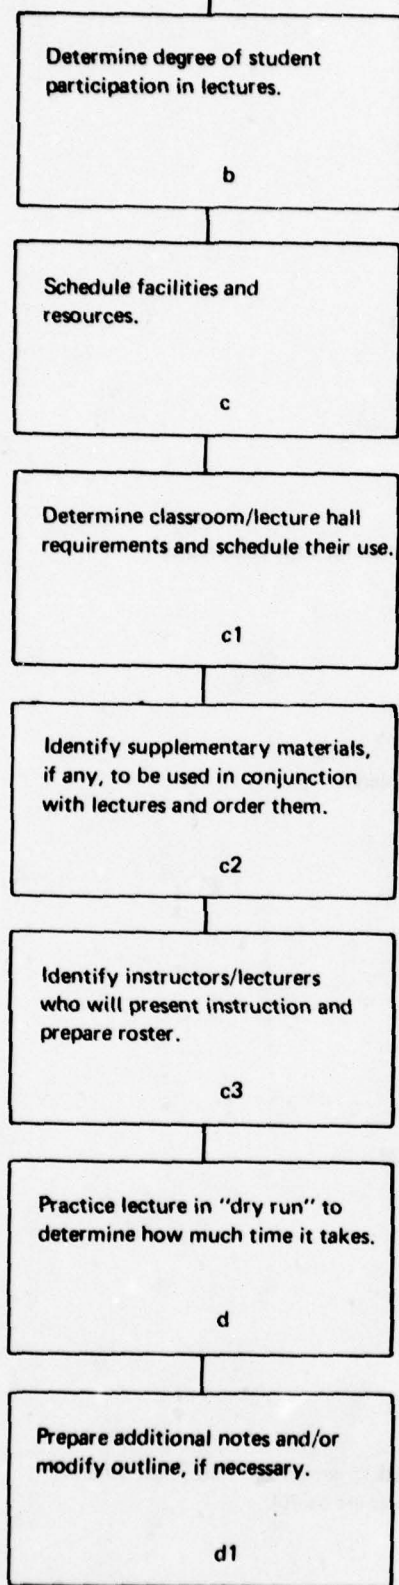 Determine degree of student
participation in lectures.
b
Schedule facilities and
resources.
c
Determine classroom/lecture hall
requirements and schedule their use.
c1
Identify supplementary materials,
if any, to be used in conjunction
with lectures and order them.
c2
Identify instructors/lecturers
who will present instruction and
prepare roster.
c3
Practice lecture in "dry run" to
determine how much time it takes.
d
Prepare additional notes and/or
modify outline, if necessary.
d1